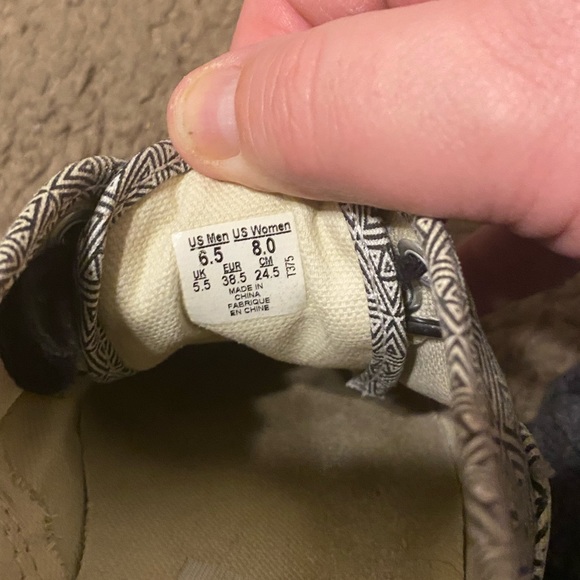 US Men US Women
6.5 8.0
UK EUR CM
5.5 38.5 24.5
MADE IN
CHINA
FABRIQUE
EN CHINE
T375